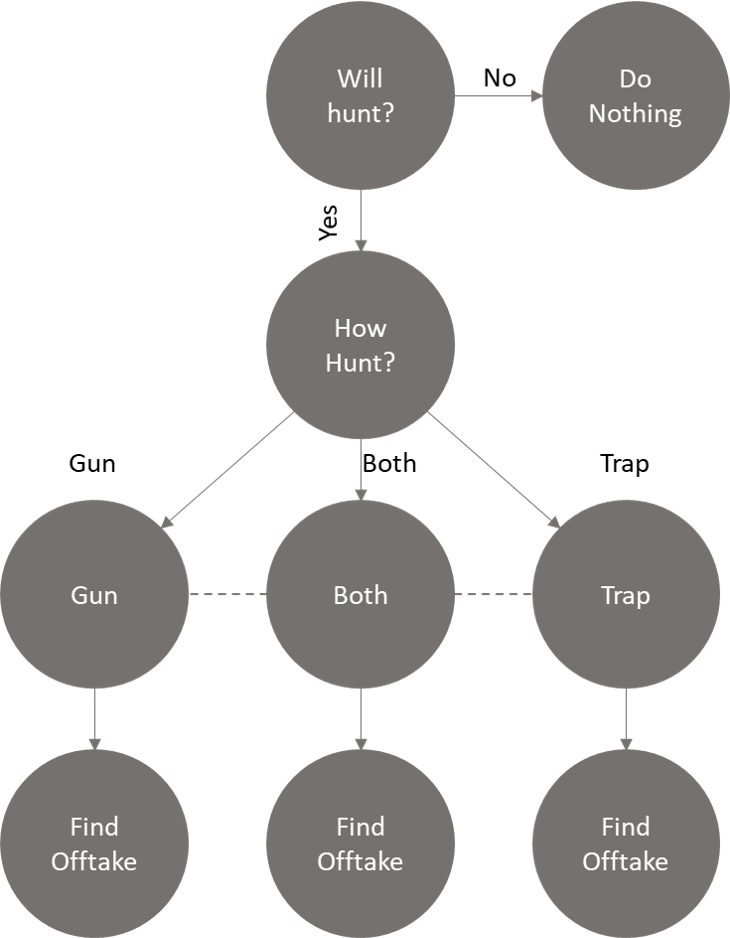 Will
hunt?
No
Do
Nothing
Yes
How
Hunt?
Gun
Both
Trap
Gun
Both
Trap
Find
Offtake
Find
Offtake
Find
Offtake